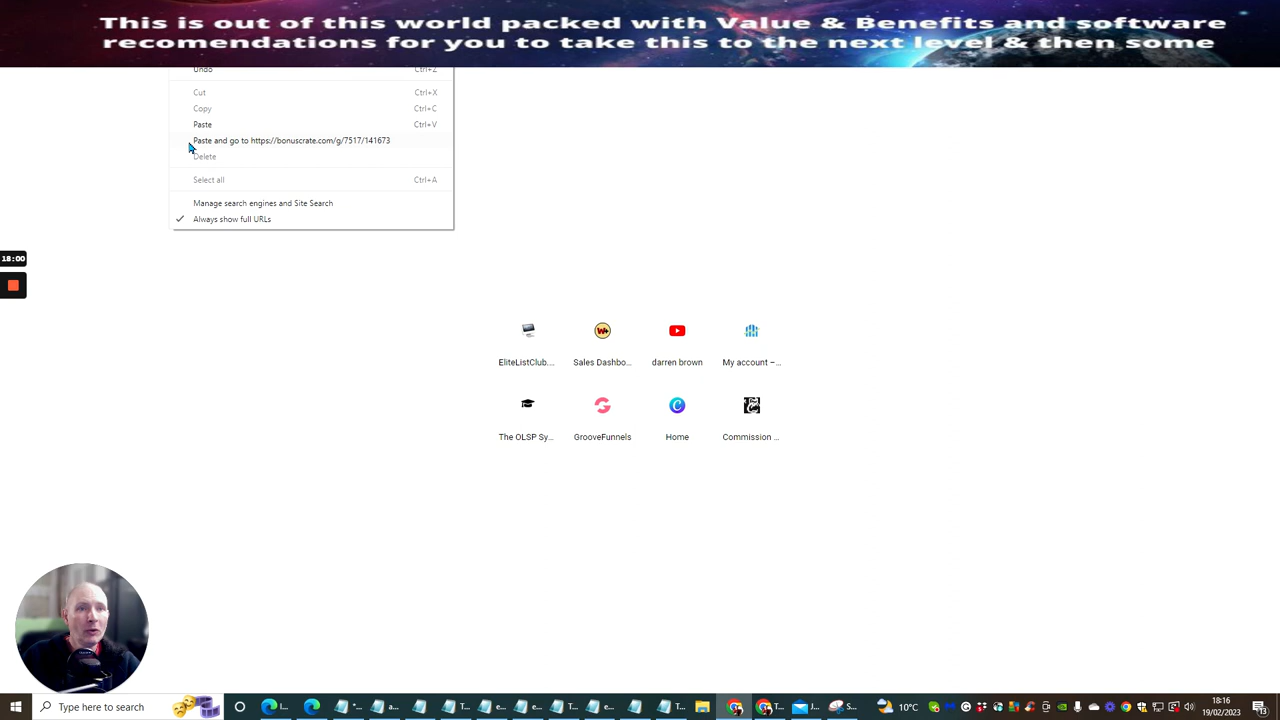 This is out of this world packed with Value & Benefits and software
recomendations for you to take this to the next level & then some
Undo Ctrl+Z
Cut Ctrl+X
Copy Ctrl+C
Paste Ctrl+V
Paste and go to https://bonuscrate.com/g/7517/141673
Delete
Select all Ctrl+A
Manage search engines and Site Search
Always show full URLs
18:00
EliteListClub....
Sales Dashbo...
darren brown
My account –...
The OLSP Sy...
GrooveFunnels
Home
Commission ...
Type here to search
I...
I...
"...
a...
a...
T...
e...
e...
T...
e...
T...
T...
J...
S...
10°C
18:16
19/02/2023